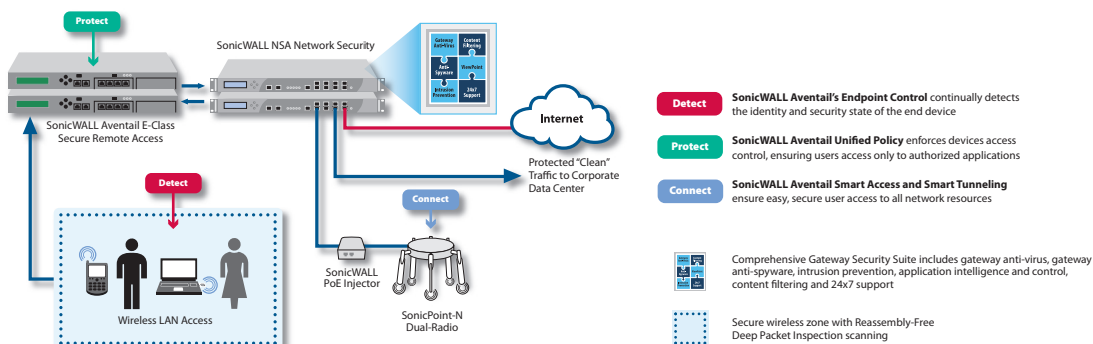 Protect
SonicWALL NSA Network Security
Gateway
Anti-Virus
Content
Filtering
Anti-
Spyware
ViewPoint
Intrusion
Prevention
24x7
Support
SonicWALL Aventail E-Class
Secure Remote Access
Internet
Protected “Clean”
Traffic to Corporate
Data Center
Detect
Connect
Wireless LAN Access
SonicWALL
PoE Injector
SonicPoint-N
Dual-Radio
Detect
SonicWALL Aventail’s Endpoint Control continually detects
the identity and security state of the end device
Protect
SonicWALL Aventail Unified Policy enforces devices access
control, ensuring users access only to authorized applications
Connect
SonicWALL Aventail Smart Access and Smart Tunneling
ensure easy, secure user access to all network resources
Comprehensive Gateway Security Suite includes gateway anti-virus, gateway
anti-spyware, intrusion prevention, application intelligence and control,
content filtering and 24x7 support
Secure wireless zone with Reassembly-Free
Deep Packet Inspection scanning